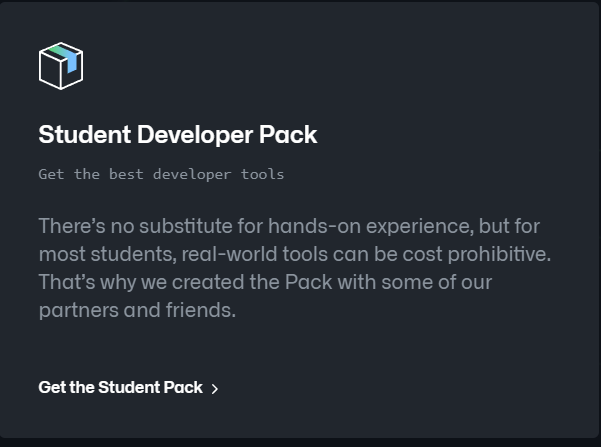 Student Developer Pack
Get the best developer tools
There’s no substitute for hands-on experience, but for
most students, real-world tools can be cost prohibitive.
That’s why we created the Pack with some of our
partners and friends.
Get the Student Pack >